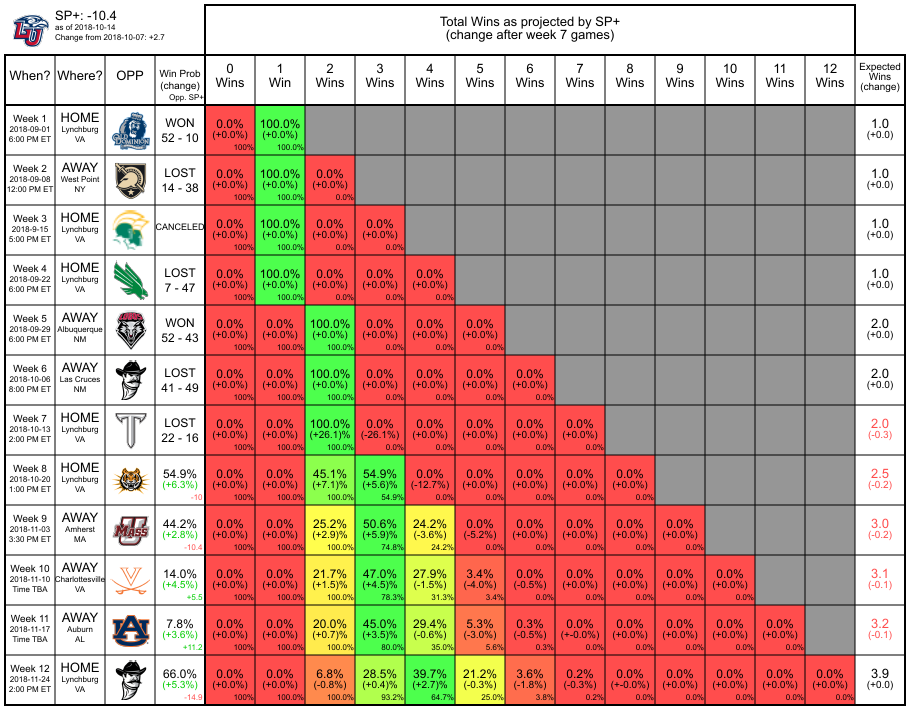 SP+: -10.4
as of 2018-10-14
Change from 2018-10-07: +2.7
Total Wins as projected by SP+
(change after week 7 games)
When? Where? OPP Win Prob (change) Opp. SP+ 0 Wins 1 Win 2 Wins 3 Wins 4 Wins 5 Wins 6 Wins 7 Wins 8 Wins 9 Wins 10 Wins 11 Wins 12 Wins Expected Wins (change)
Week 1 HOME WON 0.0% 100.0% 1.0
2018-09-01 Lynchburg OLD DOMINION (+0.0%) (+0.0%) (+0.0)
6:00 PM ET VA 52 - 10 100% 100.0%
Week 2 AWAY LOST 0.0% 100.0% 0.0% 1.0
2018-09-08 West Point (+0.0%) (+0.0%) (+0.0%) (+0.0)
12:00 PM ET NY 14 - 38 100% 100.0% 0.0%
Week 3 HOME CANCELED 0.0% 100.0% 0.0% 0.0% 1.0
2018-9-15 Lynchburg (+0.0%) (+0.0%) (+0.0%) (+0.0%) (+0.0)
5:00 PM ET VA 100% 100.0% 0.0% 0.0%
Week 4 HOME LOST 0.0% 100.0% 0.0% 0.0% 0.0% 1.0
2018-09-22 Lynchburg (+0.0%) (+0.0%) (+0.0%) (+0.0%) (+0.0%) (+0.0)
6:00 PM ET VA 7 - 47 100% 100.0% 0.0% 0.0% 0.0%
Week 5 AWAY WON 0.0% 0.0% 100.0% 0.0% 0.0% 0.0% 2.0
2018-09-29 Albuquerque (+0.0%) (+0.0%) (+0.0%) (+0.0%) (+0.0%) (+0.0%) (+0.0)
6:00 PM ET NM 52 - 43 100% 100.0% 100.0% 0.0% 0.0% 0.0%
Week 6 AWAY LOST 0.0% 0.0% 100.0% 0.0% 0.0% 0.0% 0.0% 2.0
2018-10-06 Las Cruces (+0.0%) (+0.0%) (+0.0%) (+0.0%) (+0.0%) (+0.0%) (+0.0%) (+0.0)
8:00 PM ET NM 41 - 49 100% 100.0% 100.0% 0.0% 0.0% 0.0% 0.0%
Week 7 HOME LOST 0.0% 0.0% 100.0% 0.0% 0.0% 0.0% 0.0% 0.0% 2.0
2018-10-13 Lynchburg (+0.0%) (+0.0%) (+26.1)% (-26.1%) (+0.0%) (+0.0%) (+0.0%) (+0.0%) (-0.3)
2:00 PM ET VA 22 - 16 100% 100.0% 100.0% 0.0% 0.0% 0.0% 0.0% 0.0%
Week 8 HOME 54.9% 0.0% 0.0% 45.1% 54.9% 0.0% 0.0% 0.0% 0.0% 0.0% 2.5
2018-10-20 Lynchburg (+6.3%) (+0.0%) (+0.0%) (+7.1)% (+5.6)% (-12.7%) (+0.0%) (+0.0%) (+0.0%) (+0.0%) (-0.2)
1:00 PM ET VA -10 100% 100.0% 100.0% 54.9% 0.0% 0.0% 0.0% 0.0% 0.0%
Week 9 AWAY 44.2% 0.0% 0.0% 25.2% 50.6% 24.2% 0.0% 0.0% 0.0% 0.0% 0.0% 3.0
2018-11-03 Amherst MASS (+2.8%) (+0.0%) (+0.0%) (+2.9)% (+5.9)% (-3.6%) (-5.2%) (+0.0%) (+0.0%) (+0.0%) (+0.0%) (-0.2)
3:30 PM ET MA -10.4 100% 100.0% 100.0% 74.8% 24.2% 0.0% 0.0% 0.0% 0.0% 0.0%
Week 10 AWAY 14.0% 0.0% 0.0% 21.7% 47.0% 27.9% 3.4% 0.0% 0.0% 0.0% 0.0% 0.0% 3.1
2018-11-10 Charlottesville (+4.5%) (+0.0%) (+0.0%) (+1.5)% (+4.5)% (-1.5%) (-4.0%) (-0.5%) (+0.0%) (+0.0%) (+0.0%) (+0.0%) (-0.1)
Time TBA VA +5.5 100% 100.0% 100.0% 78.3% 31.3% 3.4% 0.0% 0.0% 0.0% 0.0% 0.0%
Week 11 AWAY 7.8% 0.0% 0.0% 20.0% 45.0% 29.4% 5.3% 0.3% 0.0% 0.0% 0.0% 0.0% 0.0% 3.2
2018-11-17 Auburn (+3.6%) (+0.0%) (+0.0%) (+0.7)% (+3.5)% (-0.6%) (-3.0%) (-0.5%) (+-0.0%) (+0.0%) (+0.0%) (+0.0%) (+0.0%) (-0.1)
Time TBA AL +11.2 100% 100.0% 100.0% 80.0% 35.0% 5.6% 0.3% 0.0% 0.0% 0.0% 0.0% 0.0%
Week 12 HOME 66.0% 0.0% 0.0% 6.8% 28.5% 39.7% 21.2% 3.6% 0.2% 0.0% 0.0% 0.0% 0.0% 0.0% 3.9
2018-11-24 Lynchburg (+5.3%) (+0.0%) (+0.0%) (-0.8%) (+0.4)% (+2.7)% (-0.3%) (-1.8%) (-0.3%) (+-0.0%) (+0.0%) (+0.0%) (+0.0%) (+0.0%) (+0.0)
2:00 PM ET VA -14.9 100% 100.0% 100.0% 93.2% 64.7% 25.0% 3.8% 0.2% 0.0% 0.0% 0.0% 0.0% 0.0%